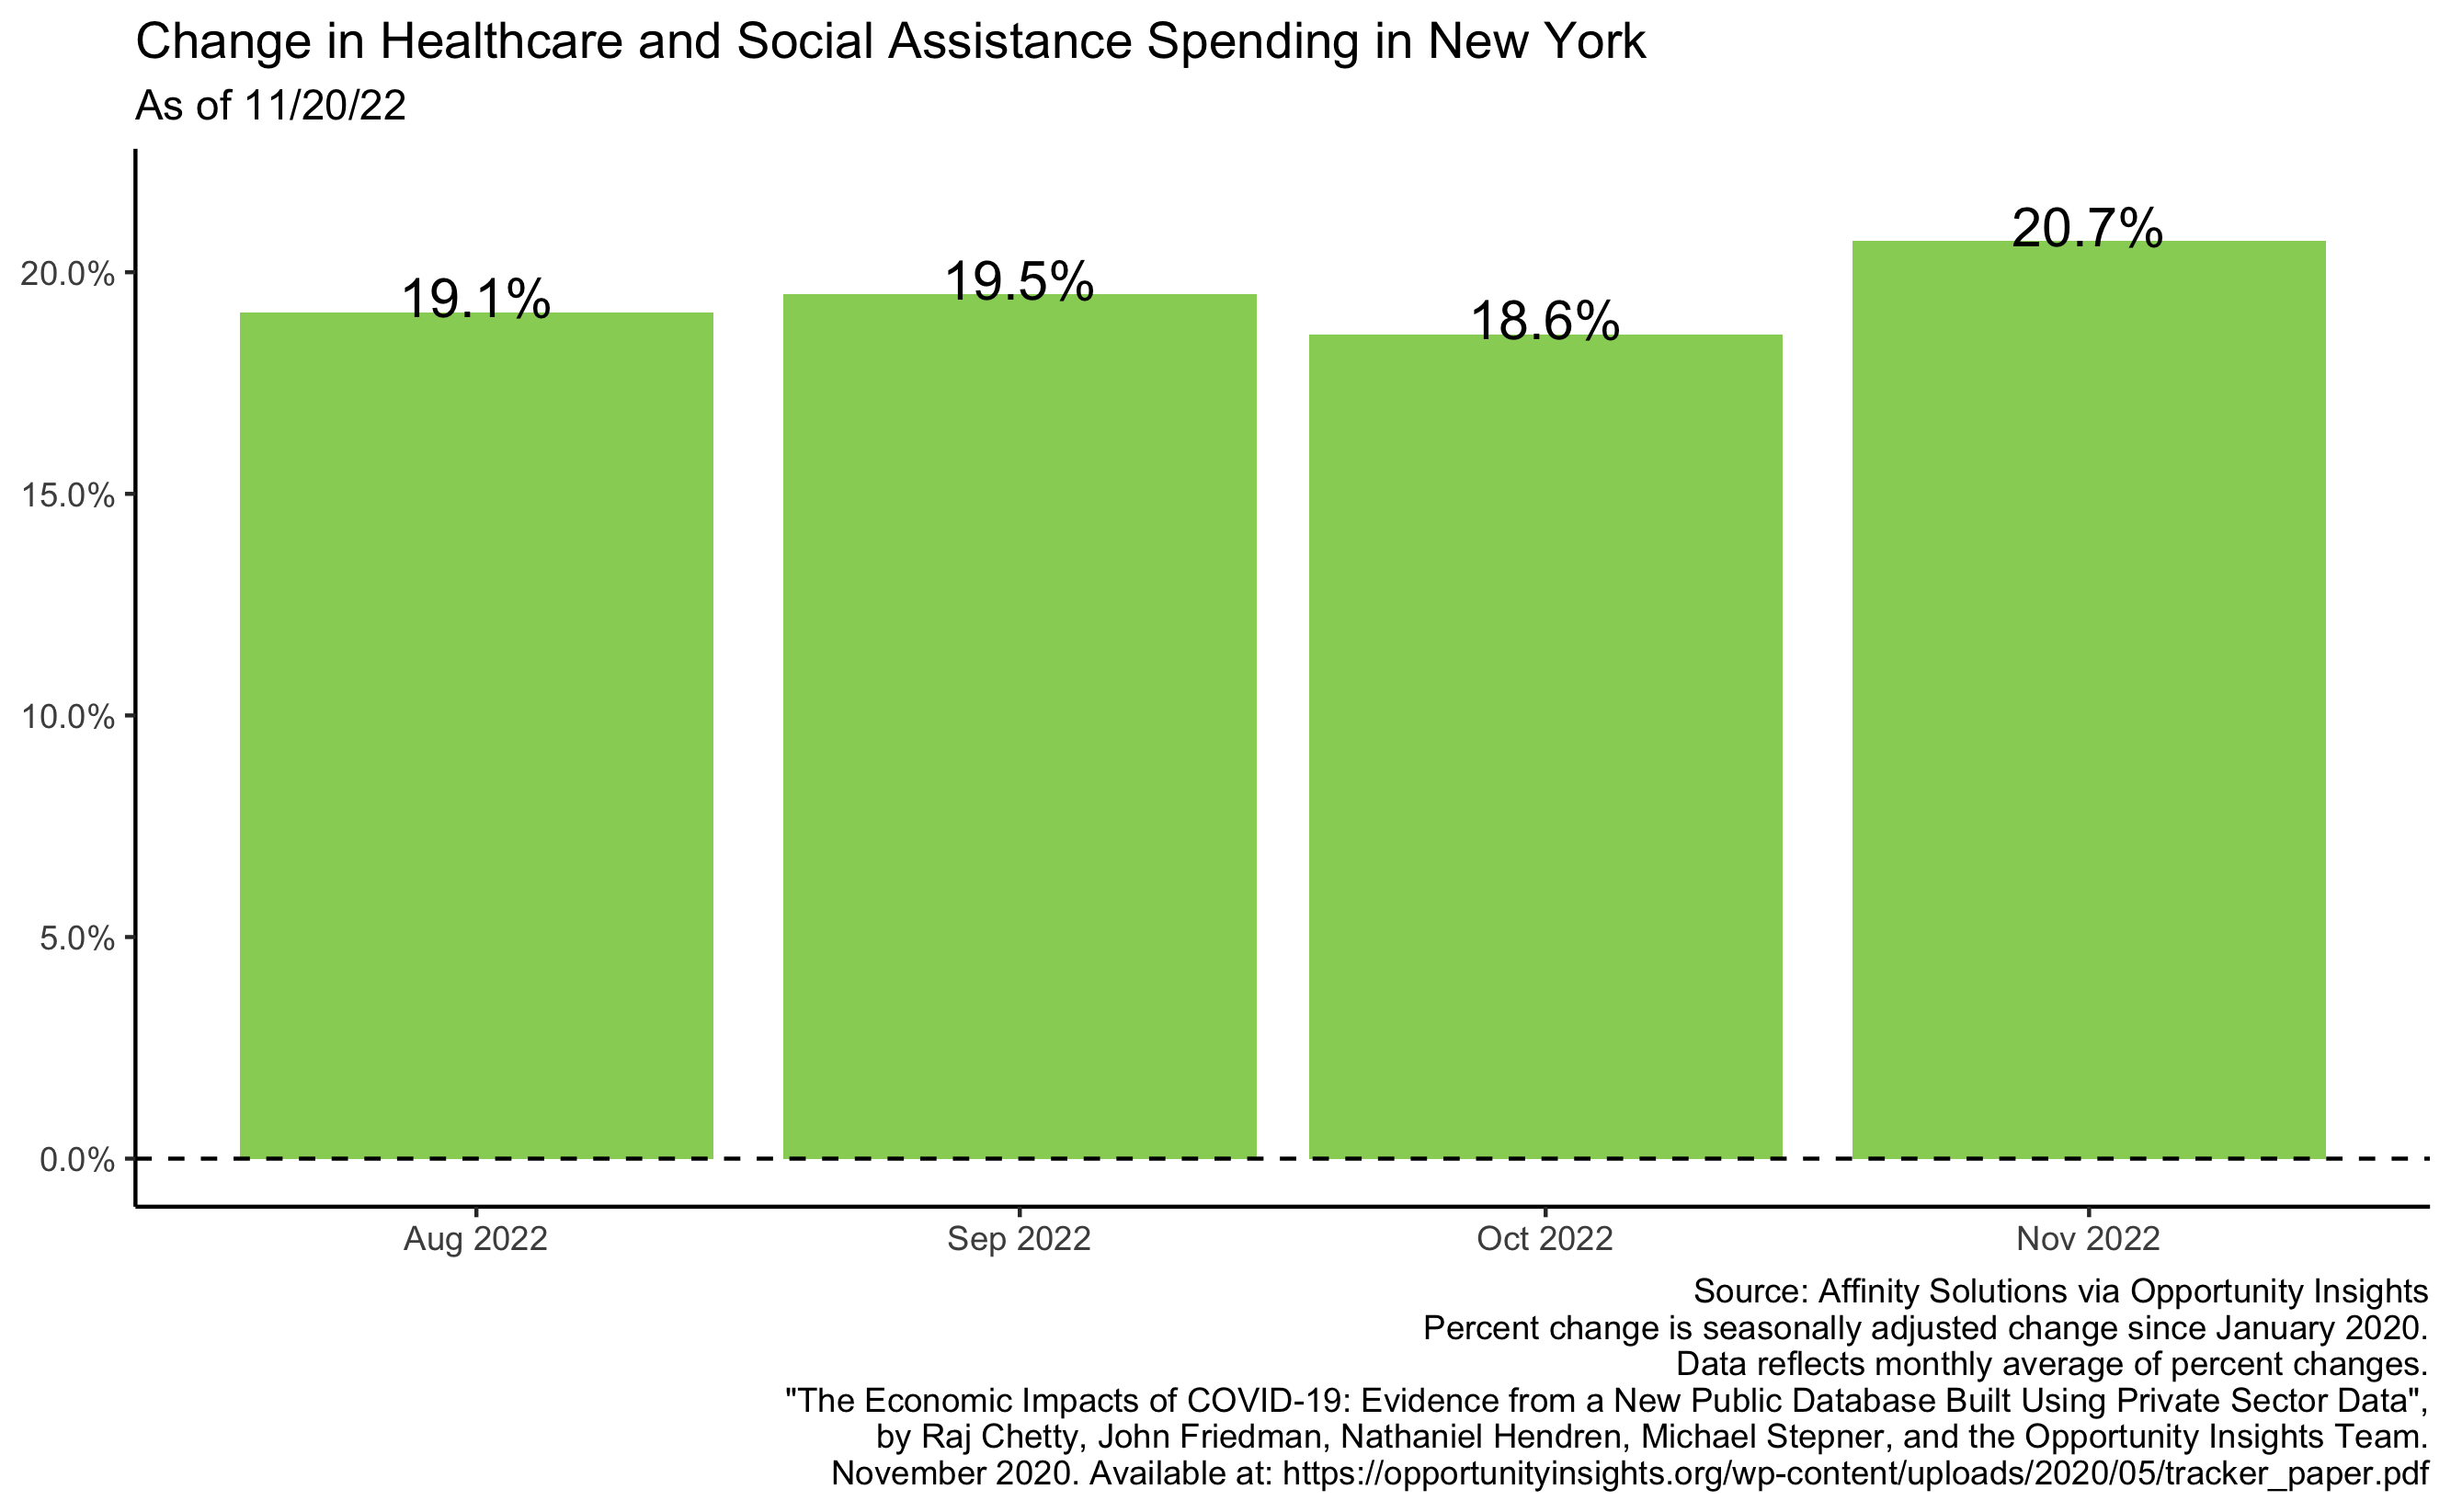 Change in Healthcare and Social Assistance Spending in New York
As of 11/20/22
20.7%
19.5%
19.1%
18.6%
20.0%
15.0%
10.0%
5.0%
0.0%
Aug 2022
Sep 2022
Oct 2022
Nov 2022
Source: Affinity Solutions via Opportunity Insights
Percent change is seasonally adjusted change since January 2020.
Data reflects monthly average of percent changes.
"The Economic Impacts of COVID-19: Evidence from a New Public Database Built Using Private Sector Data",
by Raj Chetty, John Friedman, Nathaniel Hendren, Michael Stepner, and the Opportunity Insights Team.
November 2020. Available at: https://opportunityinsights.org/wp-content/uploads/2020/05/tracker_paper.pdf